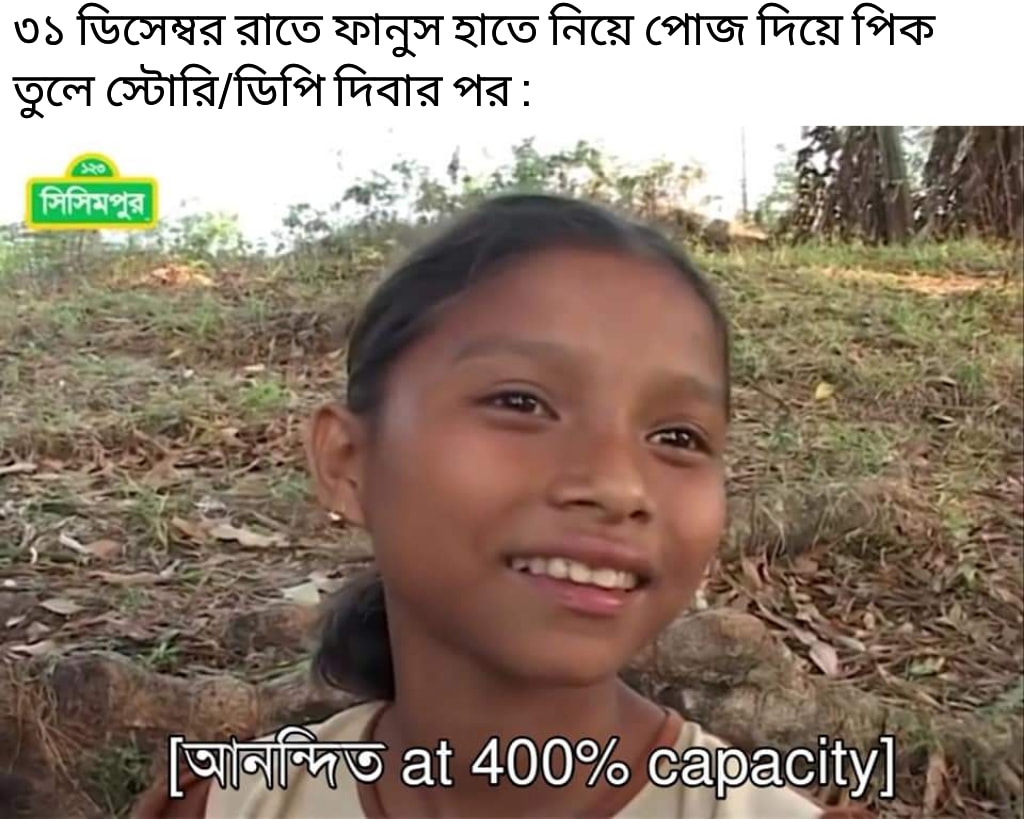 ৩১ ডিসেম্বর রাতে ফানুস হাতে নিয়ে পোজ দিয়ে পিক
তুলে স্টোরি/ডিপি দিবার পর :
১২৩
সিসিমপুর
[আনন্দিত at 400% capacity]